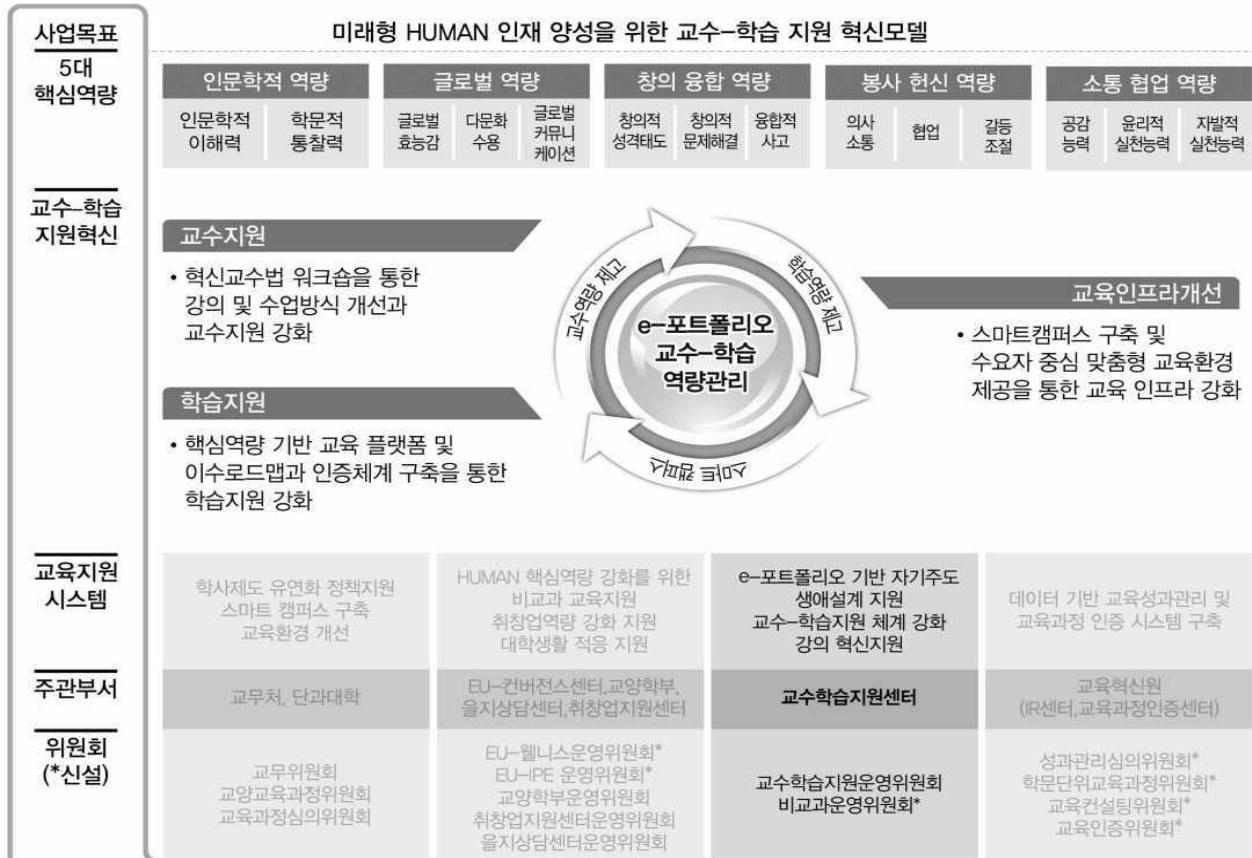 사업목표
미래형 HUMAN 인재 양성을 위한 교수-학습 지원 혁신모델
5대
핵심역량
인문학적 역량
인문학적
이해력
학문적
통찰력
글로벌 역량
글로벌
효능감
다문화
수용
글로벌
커뮤니
케이션
창의 융합 역량
창의적
성격태도
창의적
문제해결
융합적
사고
봉사 헌신 역량
의사
소통
협업
갈등
조절
소통 협업 역량
공감
능력
윤리적
실천능력
자발적
실천능력
교수-학습
지원혁신
교수지원
• 혁신교수법 워크숍을 통한
강의 및 수업방식 개선과
교수지원 강화
학습지원
• 핵심역량 기반 교육 플랫폼 및
이수로드맵과 인증체계 구축을 통한
학습지원 강화
교수역량 제고
학습역량 제고
스마트 캠퍼스
e-포트폴리오
교수-학습
역량관리
교육인프라개선
• 스마트캠퍼스 구축 및
수요자 중심 맞춤형 교육환경
제공을 통한 교육 인프라 강화
교육지원
시스템
학사제도 유연화 정책지원
스마트 캠퍼스 구축
교육환경 개선
HUMAN 핵심역량 강화를 위한
비교과 교육지원
취창업역량 강화 지원
대학생활 적응 지원
e-포트폴리오 기반 자기주도
생애설계 지원
교수-학습지원 체계 강화
강의 혁신지원
데이터 기반 교육성과관리 및
교육과정 인증 시스템 구축
주관부서
교무처, 단과대학
EU-컨버전스센터,교양학부,
을지상담센터,취창업지원센터
교수학습지원센터
교육혁신원
(IR센터,교육과정인증센터)
위원회
(*신설)
교무위원회
교양교육과정위원회
교육과정심의위원회
EU-웰니스운영위원회*
EU-IPE 운영위원회*
교양학부운영위원회
취창업지원센터운영위원회
을지상담센터운영위원회
교수학습지원운영위원회
비교과운영위원회*
성과관리심의위원회*
학문단위교육과정위원회*
교육컨설팅위원회*
교육인증위원회*